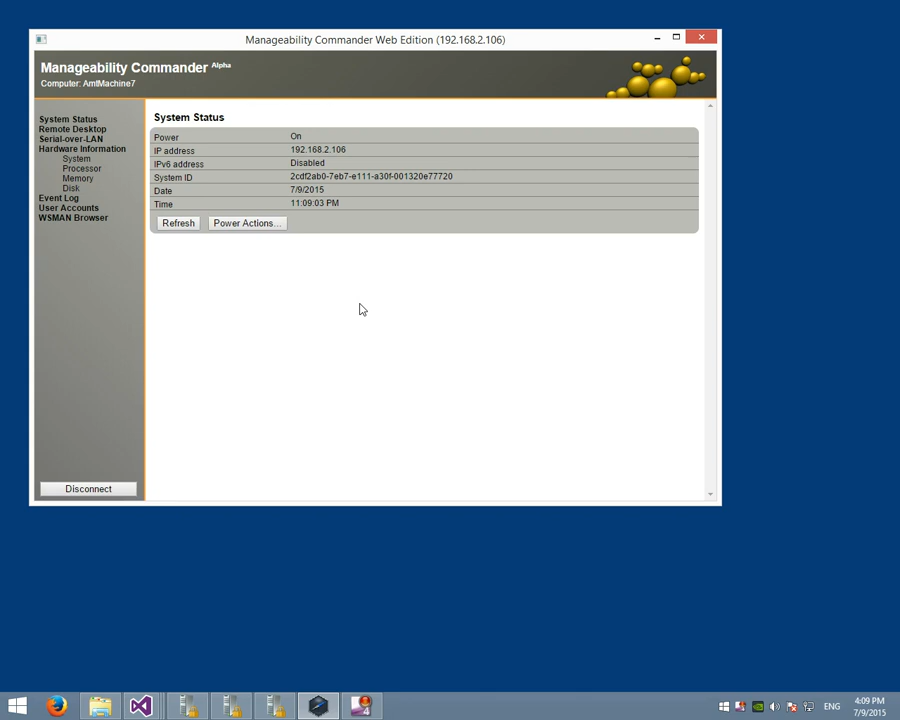 Manageability Commander Web Edition (192.168.2.106)
Manageability Commander Alpha
Computer: AmtMachine7
System Status
Remote Desktop
Serial-over-LAN
Hardware Information
System
Processor
Memory
Disk
Event Log
User Accounts
WSMAN Browser
Disconnect
System Status
Power On
IP address 192.168.2.106
IPv6 address Disabled
System ID 2cdf2ab0-7eb7-e111-a30f-001320e77720
Date 7/9/2015
Time 11:09:03 PM
Refresh Power Actions...
ENG
4:09 PM
7/9/2015